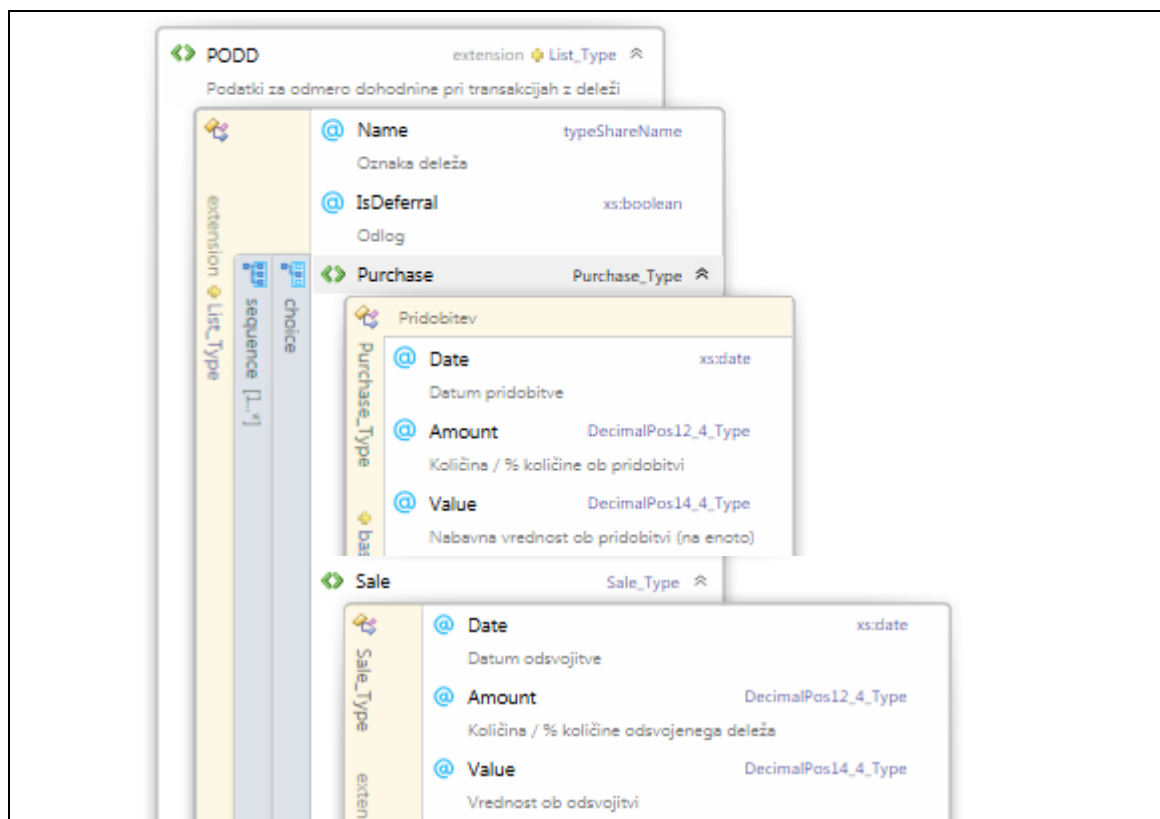 PODD extension List_Type
Podatki za odmero dohodnine pri transakcijah z deleži
Name typeShareName
Oznaka deleža
IsDeferral xs:boolean
Odlog
extension List_Type
sequence [1..*]
choice
Purchase Purchase_Type
Pridobitev
Purchase_Type
Date xs:date
Datum pridobitve
Amount DecimalPos12_4_Type
Količina / % količine ob pridobitvi
Value DecimalPos14_4_Type
Nabavna vrednost ob pridobitvi (na enoto)
Sale Sale_Type
Sale_Type
Date xs:date
Datum odsvojitve
Amount DecimalPos12_4_Type
Količina / % količine odsvojenega deleža
Value DecimalPos14_4_Type
Vrednost ob odsvojitvi